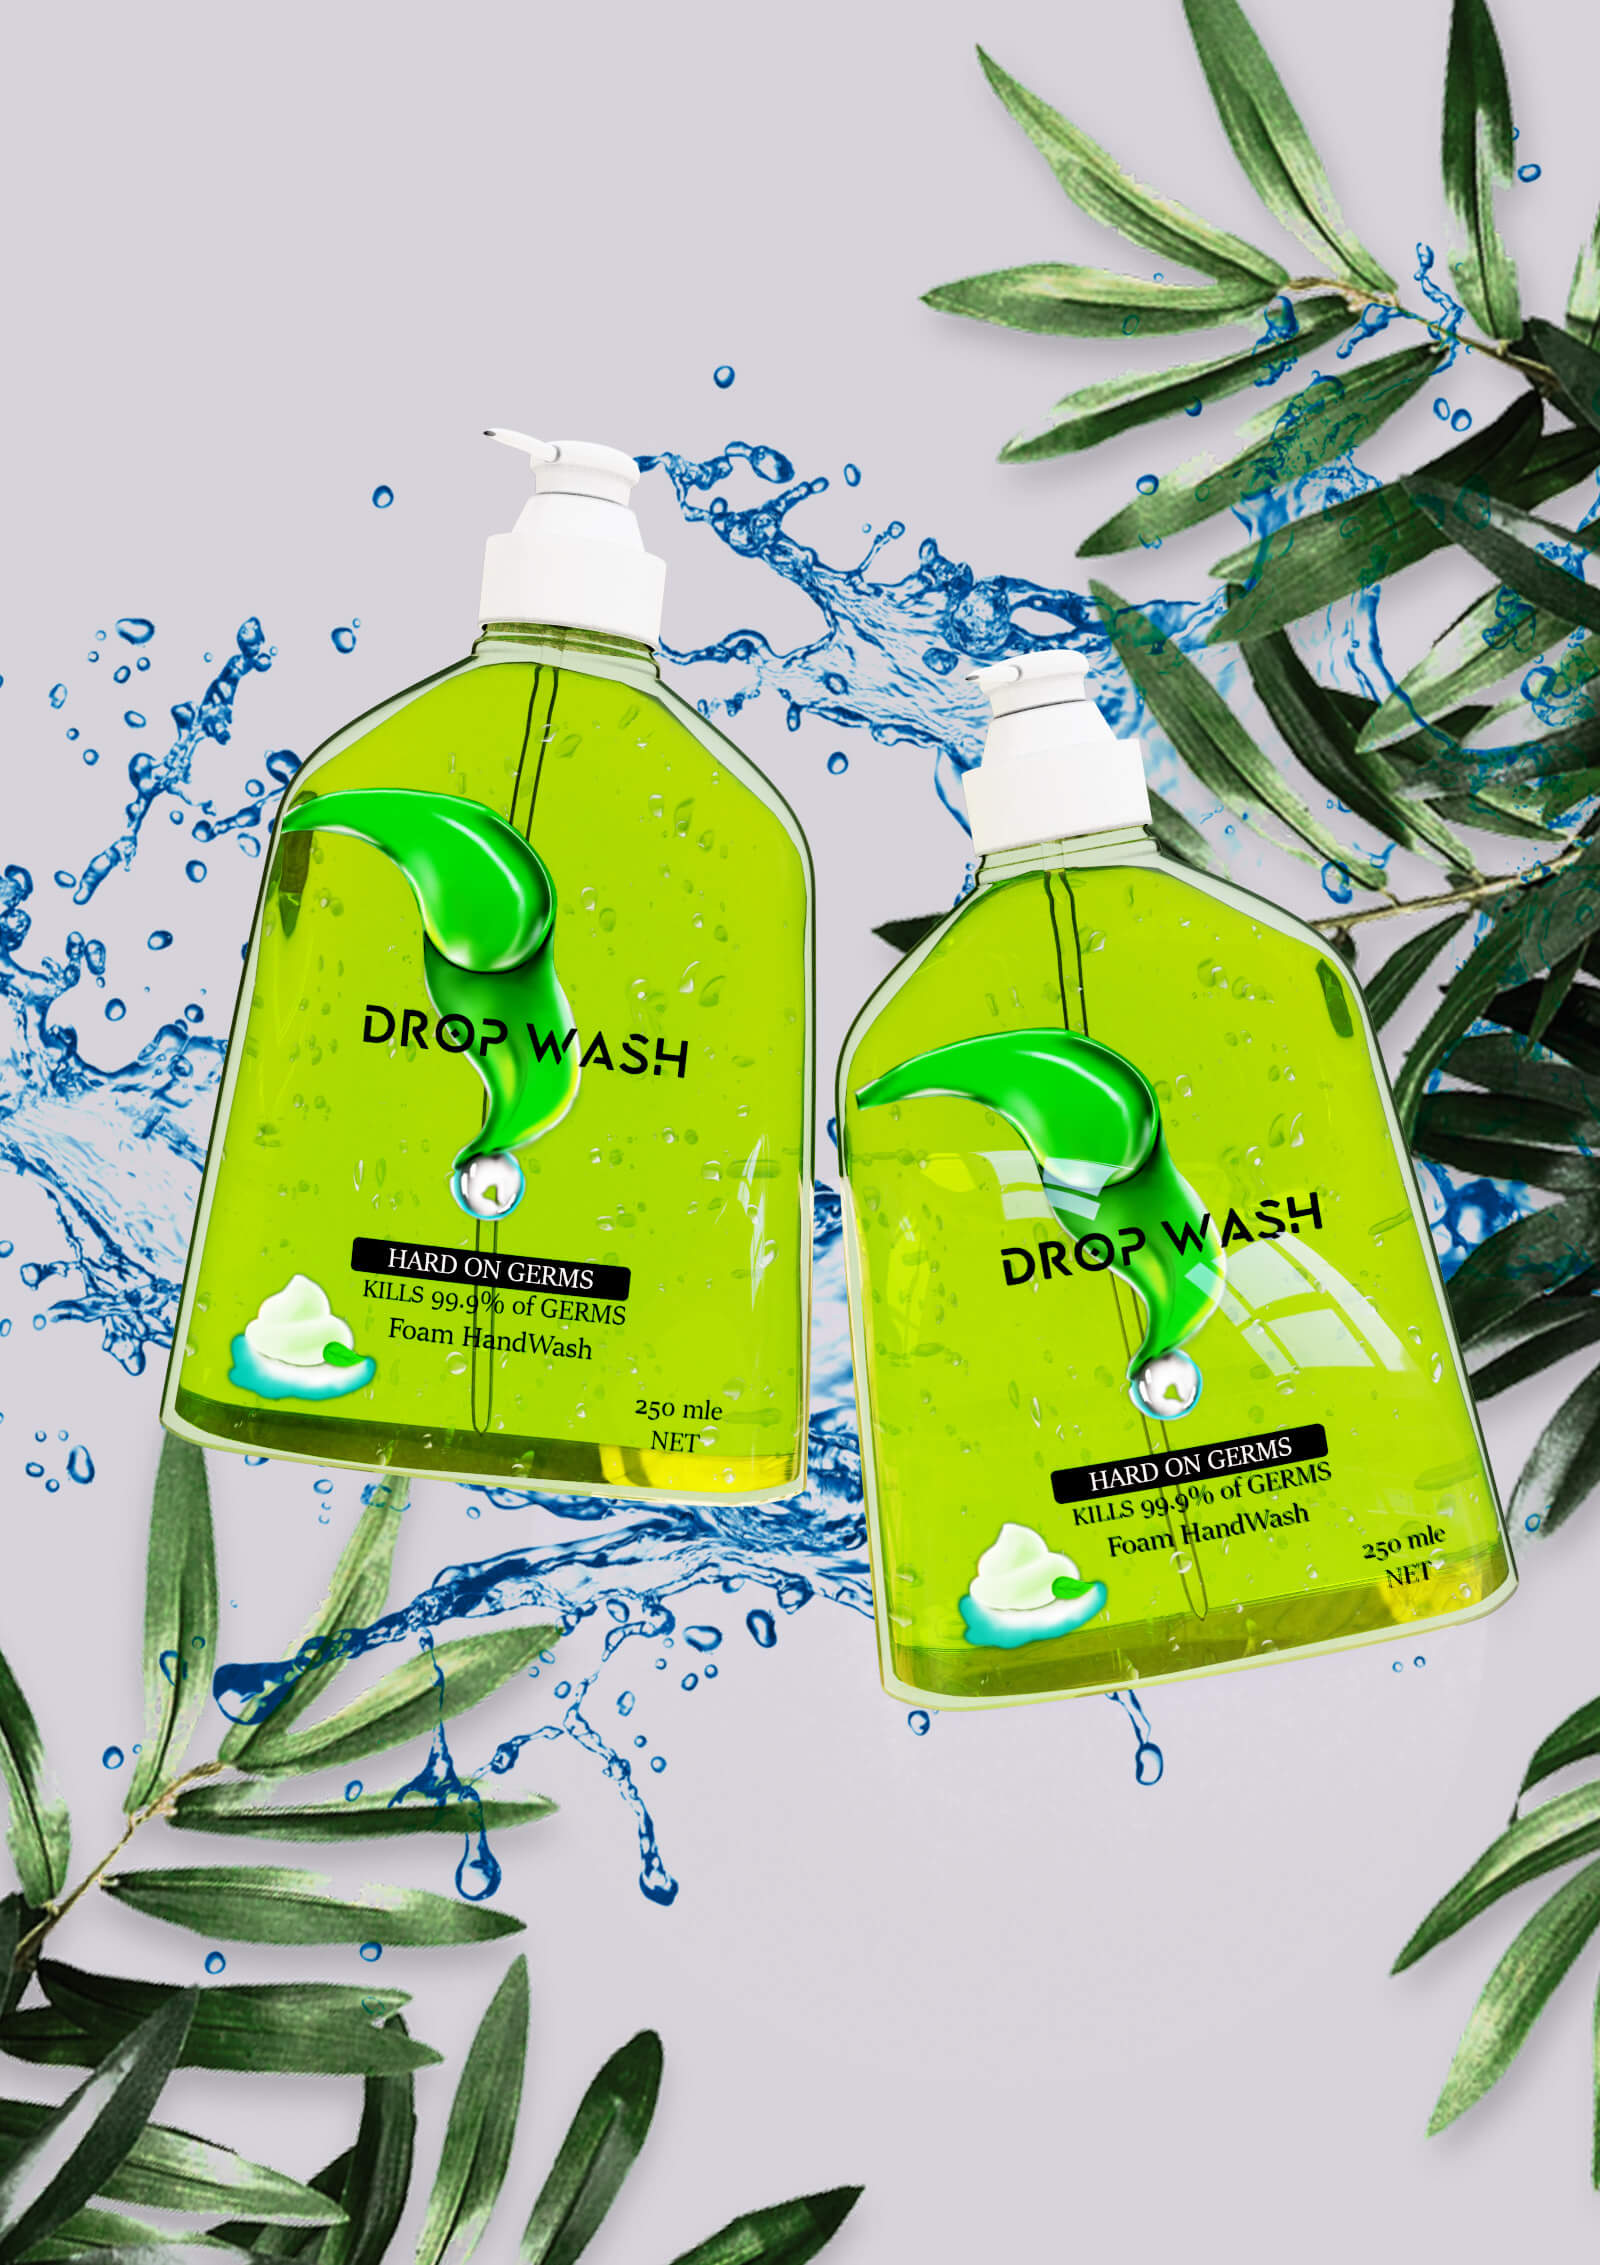 DROP WASH
HARD ON GERMS
KILLS 99.9% of GERMS
Foam HandWash
250 mle
NET
DROP WASH
HARD ON GERMS
KILLS 99.9% of GERMS
Foam HandWash
250 mle
NET